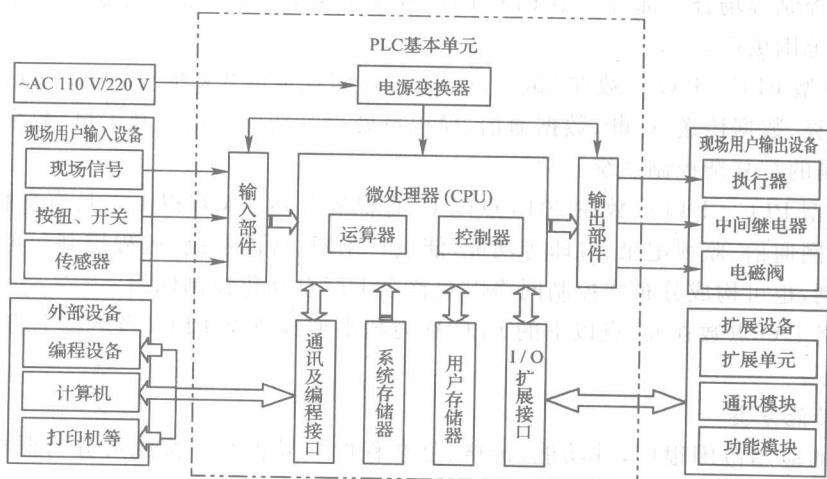 PLC基本单元
~AC 110 V/220 V
电源变换器
现场用户输入设备
现场信号
按钮、开关
传感器
输入部件
微处理器 (CPU)
运算器
控制器
输出部件
现场用户输出设备
执行器
中间继电器
电磁阀
外部设备
编程设备
计算机
打印机等
通讯及编程接口
系统存储器
用户存储器
I/O扩展接口
扩展设备
扩展单元
通讯模块
功能模块